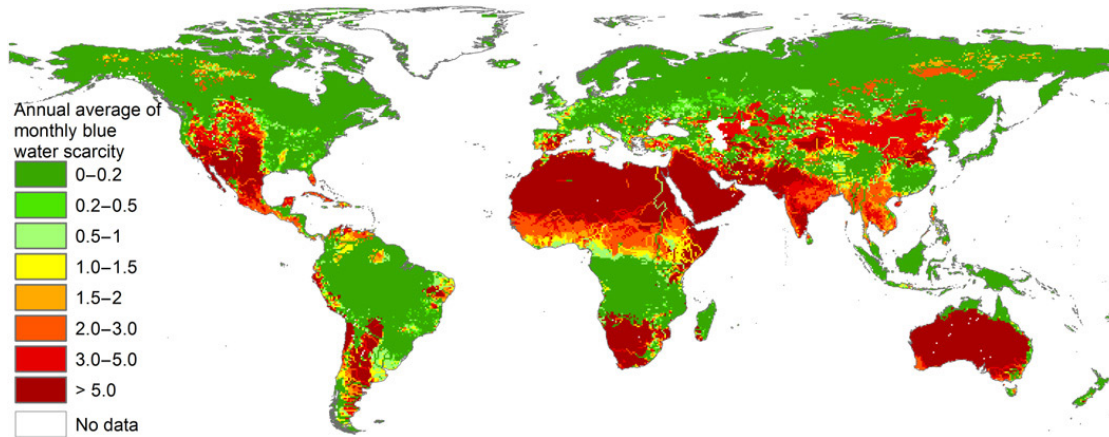 Annual average of
monthly blue
water scarcity
0–0.2
0.2–0.5
0.5–1
1.0–1.5
1.5–2
2.0–3.0
3.0–5.0
> 5.0
No data